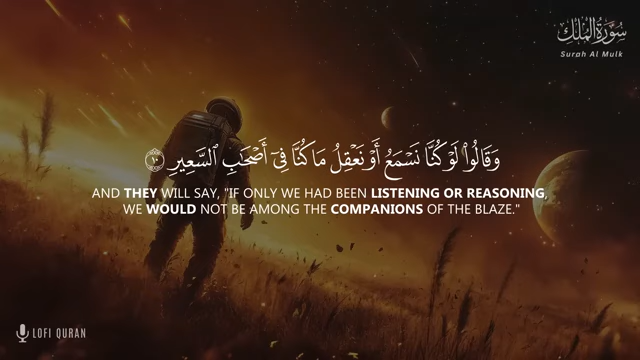 سُورَةُ المُلك
Surah Al Mulk
وَقَالُوا۟ لَوْ كُنَّا نَسْمَعُ أَوْ نَعْقِلُ مَا كُنَّا فِىٓ أَصْحَٰبِ ٱلسَّعِيرِ ١٠
AND THEY WILL SAY, "IF ONLY WE HAD BEEN LISTENING OR REASONING,
WE WOULD NOT BE AMONG THE COMPANIONS OF THE BLAZE."
LOFI QURAN